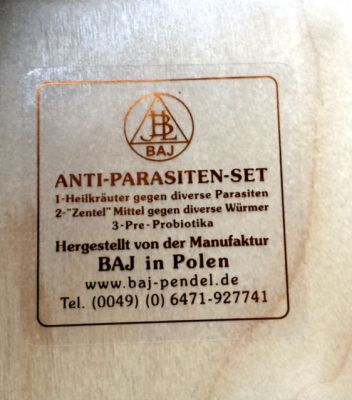 JBL
BAJ
ANTI-PARASITEN-SET
1-Heilkräuter gegen diverse Parasiten
2-"Zentel" Mittel gegen diverse Würmer
3-Pre-Probiotika
Hergestellt von der Manufaktur
BAJ in Polen
www.baj-pendel.de
Tel. (0049) (0) 6471-927741